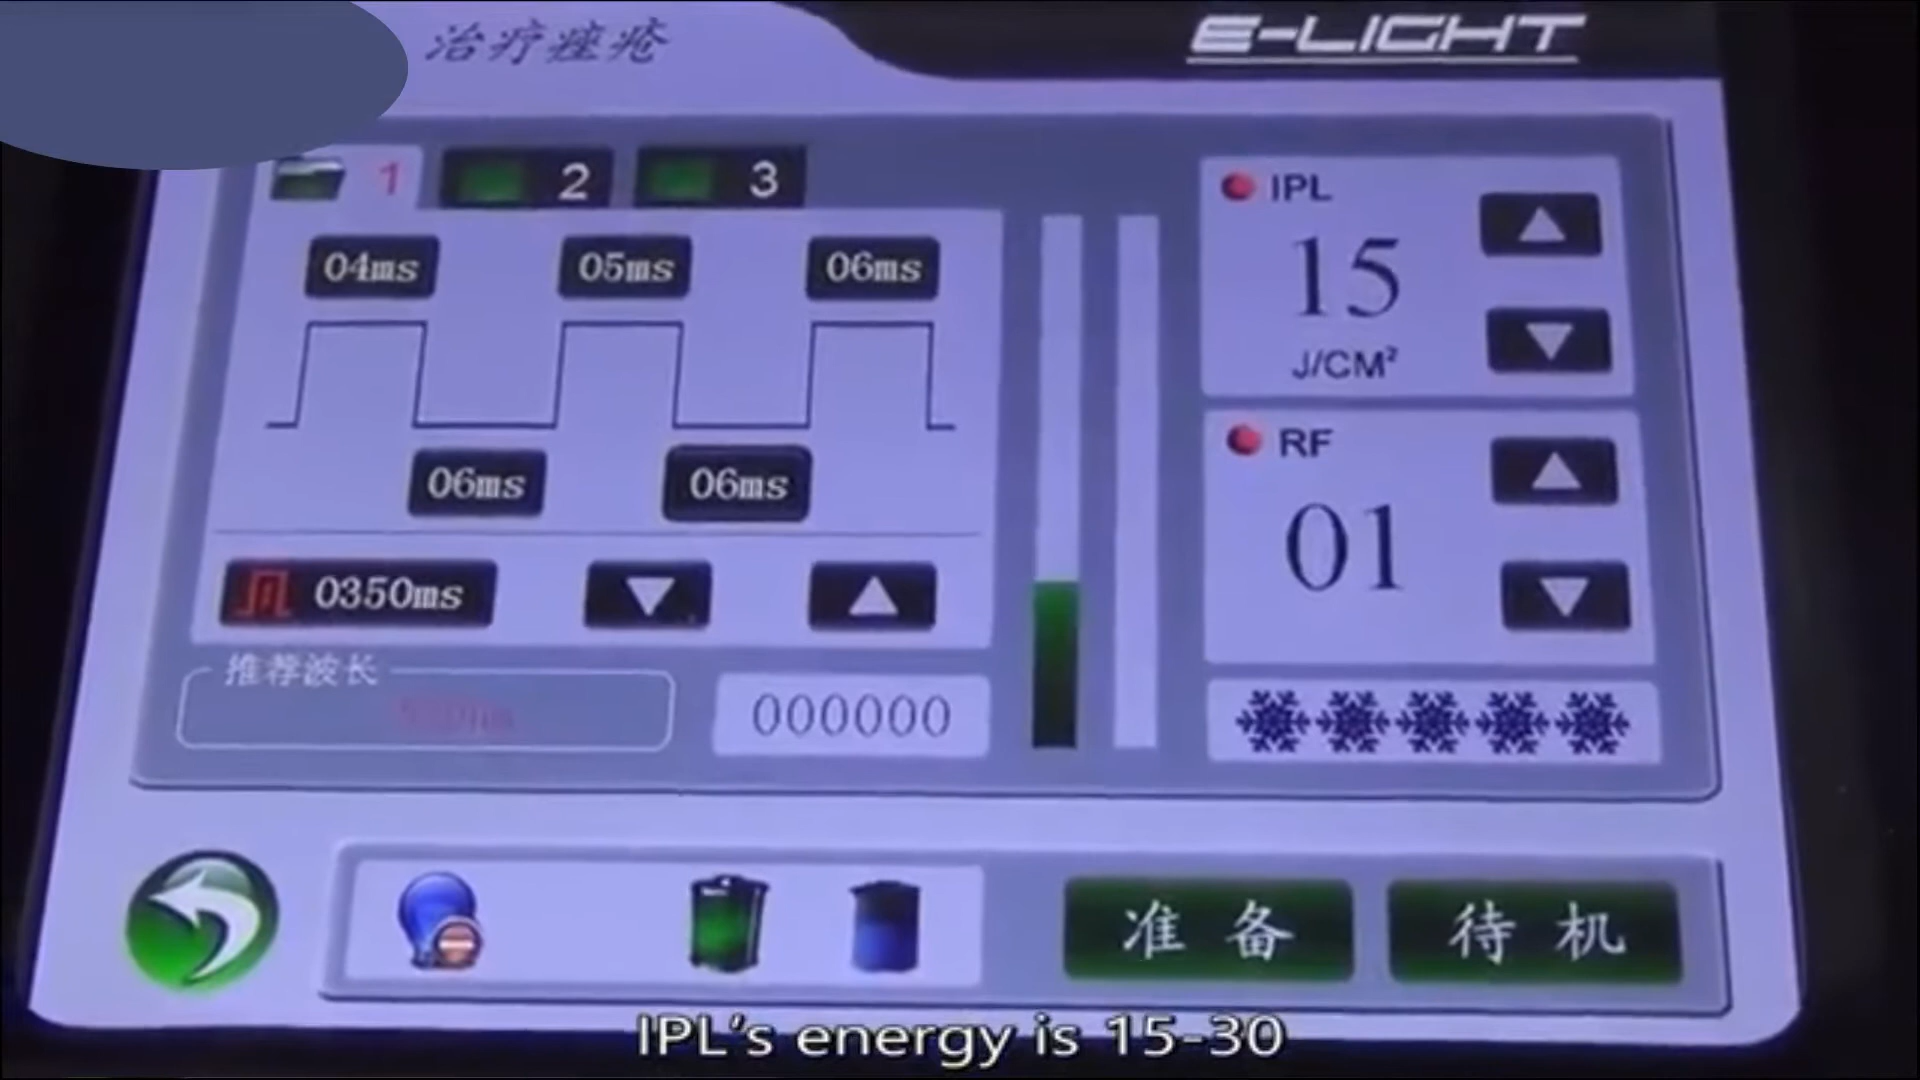 治疗痤疮
E-LIGHT
1
2
3
04ms
05ms
06ms
06ms
06ms
0350ms
推荐波长
000000
IPL
15
J/CM²
RF
01
准备
待机
IPL's energy is 15-30